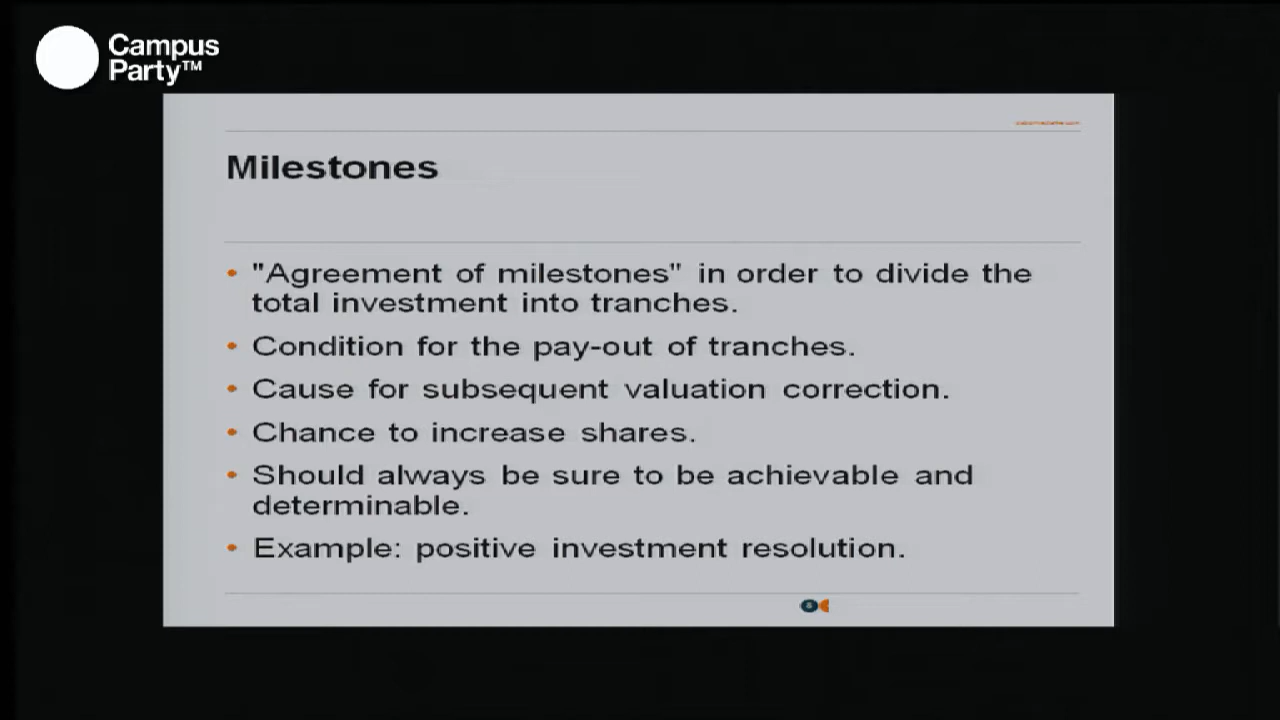 Campus
Party™
Milestones
• "Agreement of milestones" in order to divide the
total investment into tranches.
• Condition for the pay-out of tranches.
• Cause for subsequent valuation correction.
• Chance to increase shares.
• Should always be sure to be achievable and
determinable.
• Example: positive investment resolution.